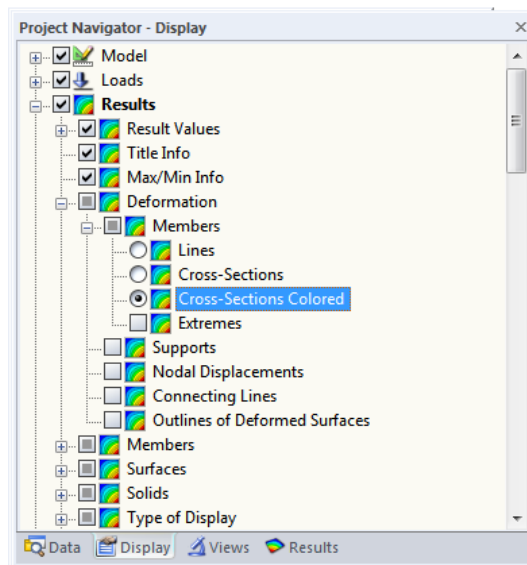 Project Navigator - Display
Model
Loads
Results
Result Values
Title Info
Max/Min Info
Deformation
Members
Lines
Cross-Sections
Cross-Sections Colored
Extremes
Supports
Nodal Displacements
Connecting Lines
Outlines of Deformed Surfaces
Members
Surfaces
Solids
Type of Display
Data Display Views Results